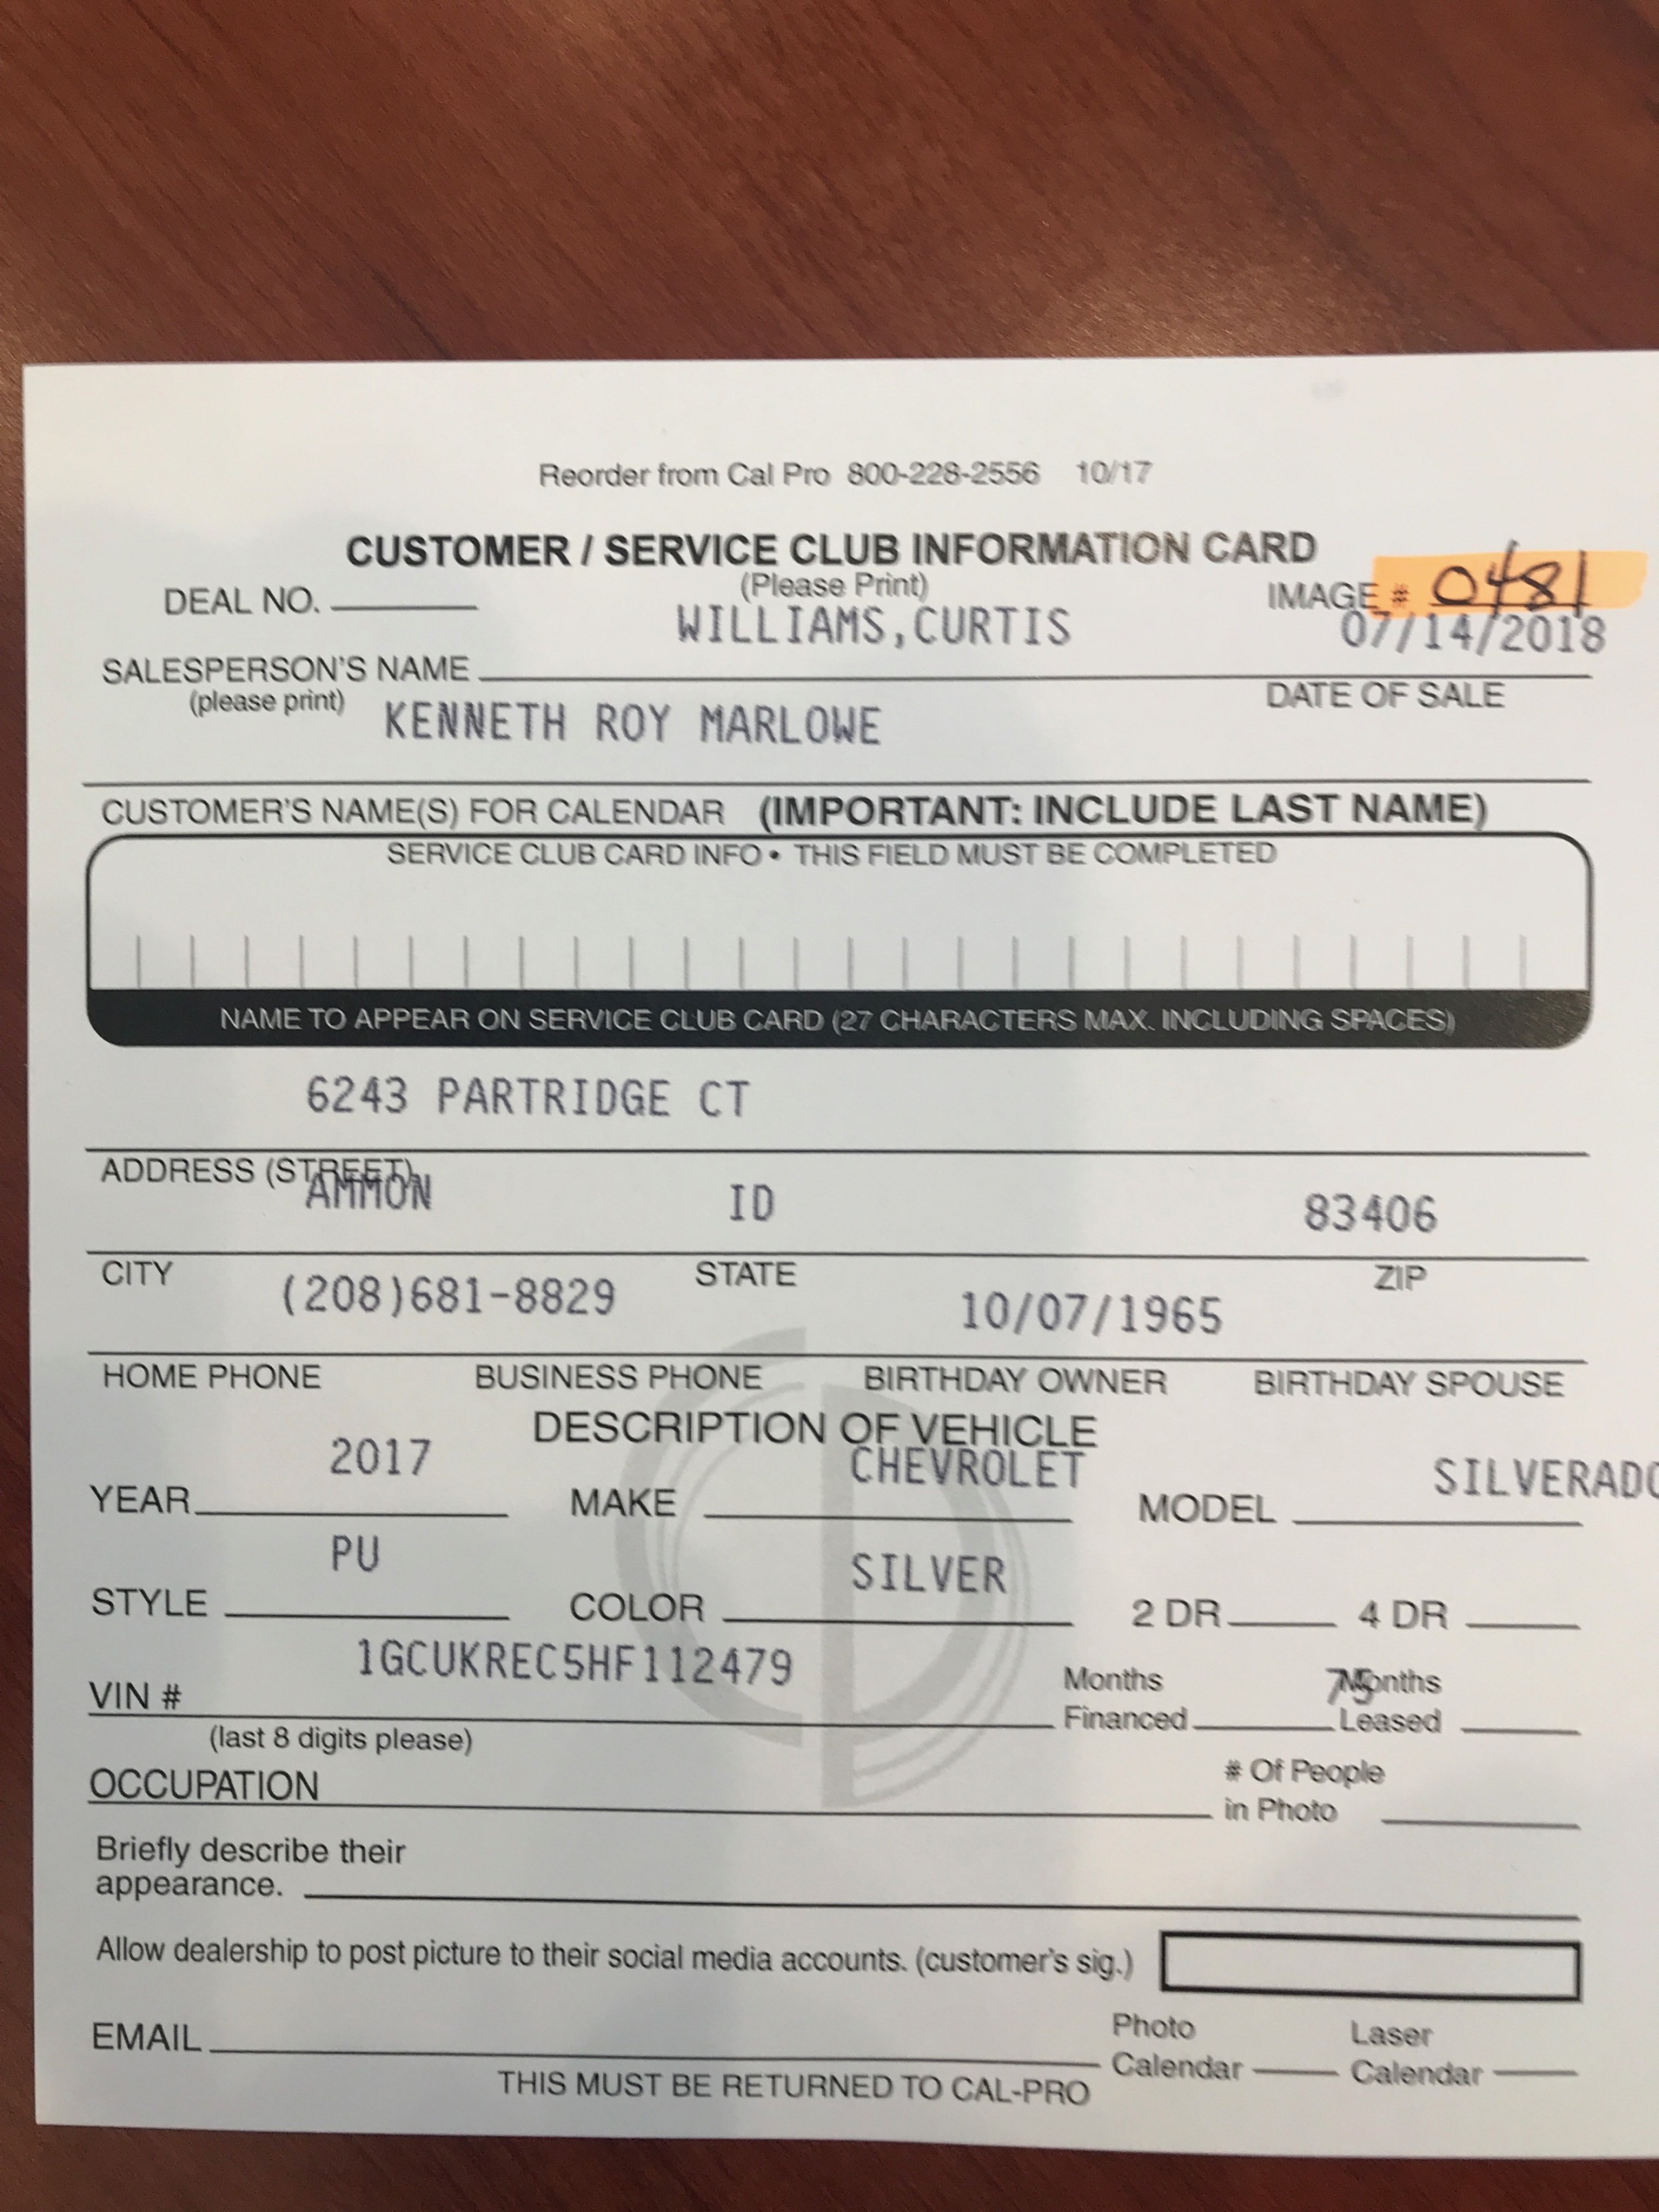 Reorder from Cal Pro 800-228-2556 10/17
CUSTOMER / SERVICE CLUB INFORMATION CARD
(Please Print)
DEAL NO. IMAGE # 0481
WILLIAMS,CURTIS 07/14/2018
SALESPERSON'S NAME
(please print) DATE OF SALE
KENNETH ROY MARLOWE
CUSTOMER'S NAME(S) FOR CALENDAR (IMPORTANT: INCLUDE LAST NAME)
SERVICE CLUB CARD INFO • THIS FIELD MUST BE COMPLETED
NAME TO APPEAR ON SERVICE CLUB CARD (27 CHARACTERS MAX. INCLUDING SPACES)
6243 PARTRIDGE CT
ADDRESS (STREET)
AMMON ID 83406
CITY STATE ZIP
(208)681-8829 10/07/1965
HOME PHONE BUSINESS PHONE BIRTHDAY OWNER BIRTHDAY SPOUSE
DESCRIPTION OF VEHICLE
2017 CHEVROLET SILVERADO
YEAR MAKE MODEL
PU SILVER
STYLE COLOR 2 DR 4 DR
1GCUKREC5HF112479
VIN # Months Financed 75 Months Leased
(last 8 digits please)
OCCUPATION # Of People in Photo
Briefly describe their
appearance.
Allow dealership to post picture to their social media accounts. (customer's sig.)
EMAIL Photo Calendar Laser Calendar
THIS MUST BE RETURNED TO CAL-PRO